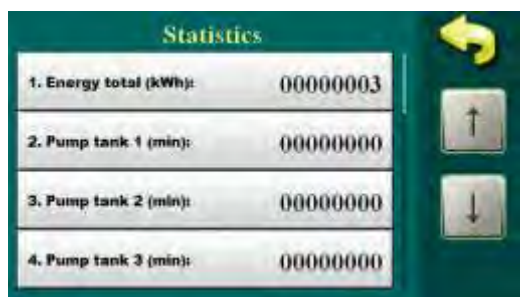 Statistics
1. Energy total (kWh): 00000003
2. Pump tank 1 (min): 00000000
3. Pump tank 2 (min): 00000000
4. Pump tank 3 (min): 00000000